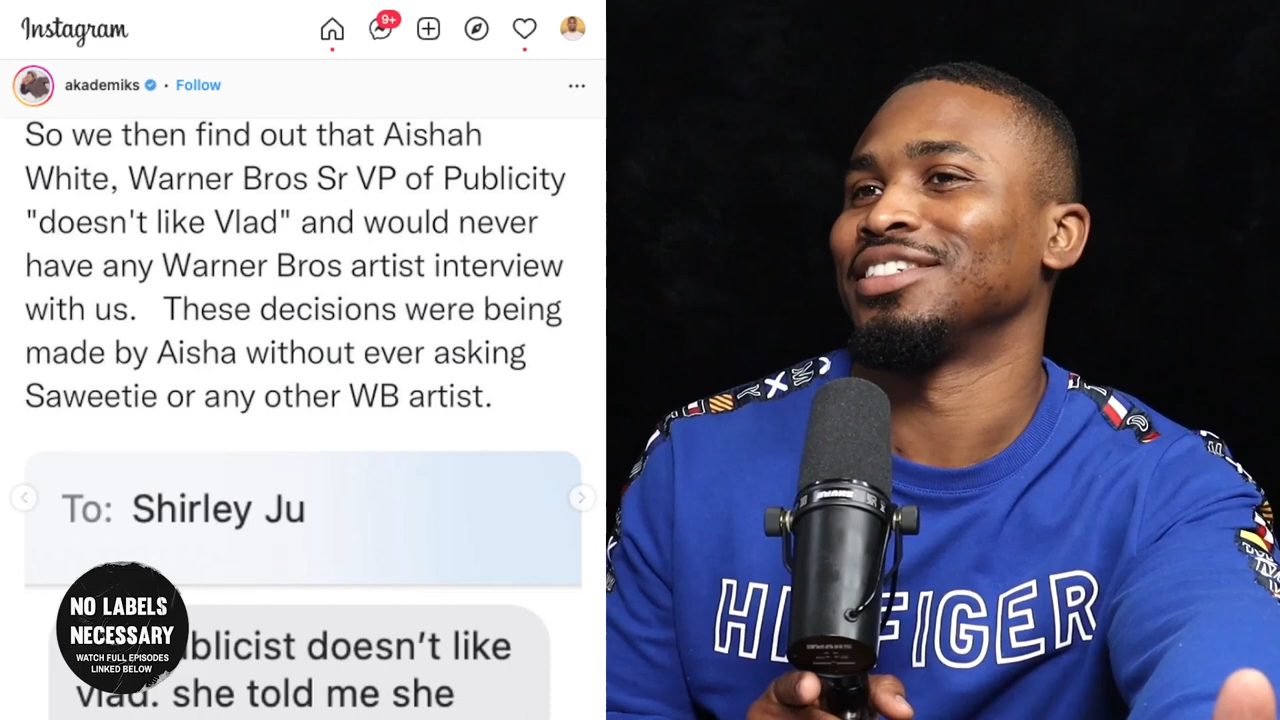 Instagram
9+
akademiks • Follow
So we then find out that Aishah
White, Warner Bros Sr VP of Publicity
"doesn't like Vlad" and would never
have any Warner Bros artist interview
with us. These decisions were being
made by Aisha without ever asking
Saweetie or any other WB artist.
To: Shirley Ju
doesn't like
vlad. she told me she
NO LABELS
NECESSARY
WATCH FULL EPISODES
LINKED BELOW
SHURE